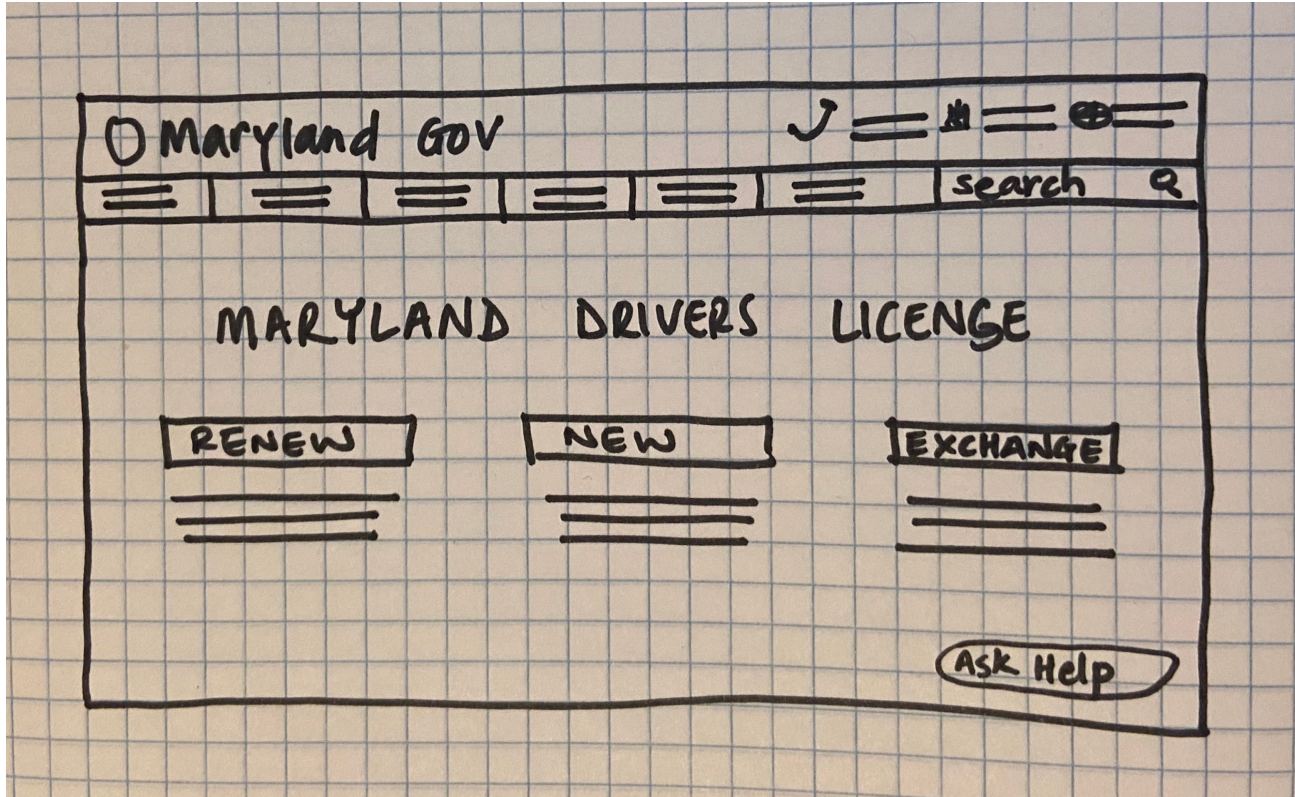 Maryland Gov
search
MARYLAND DRIVERS LICENSE
RENEW NEW EXCHANGE
Ask Help